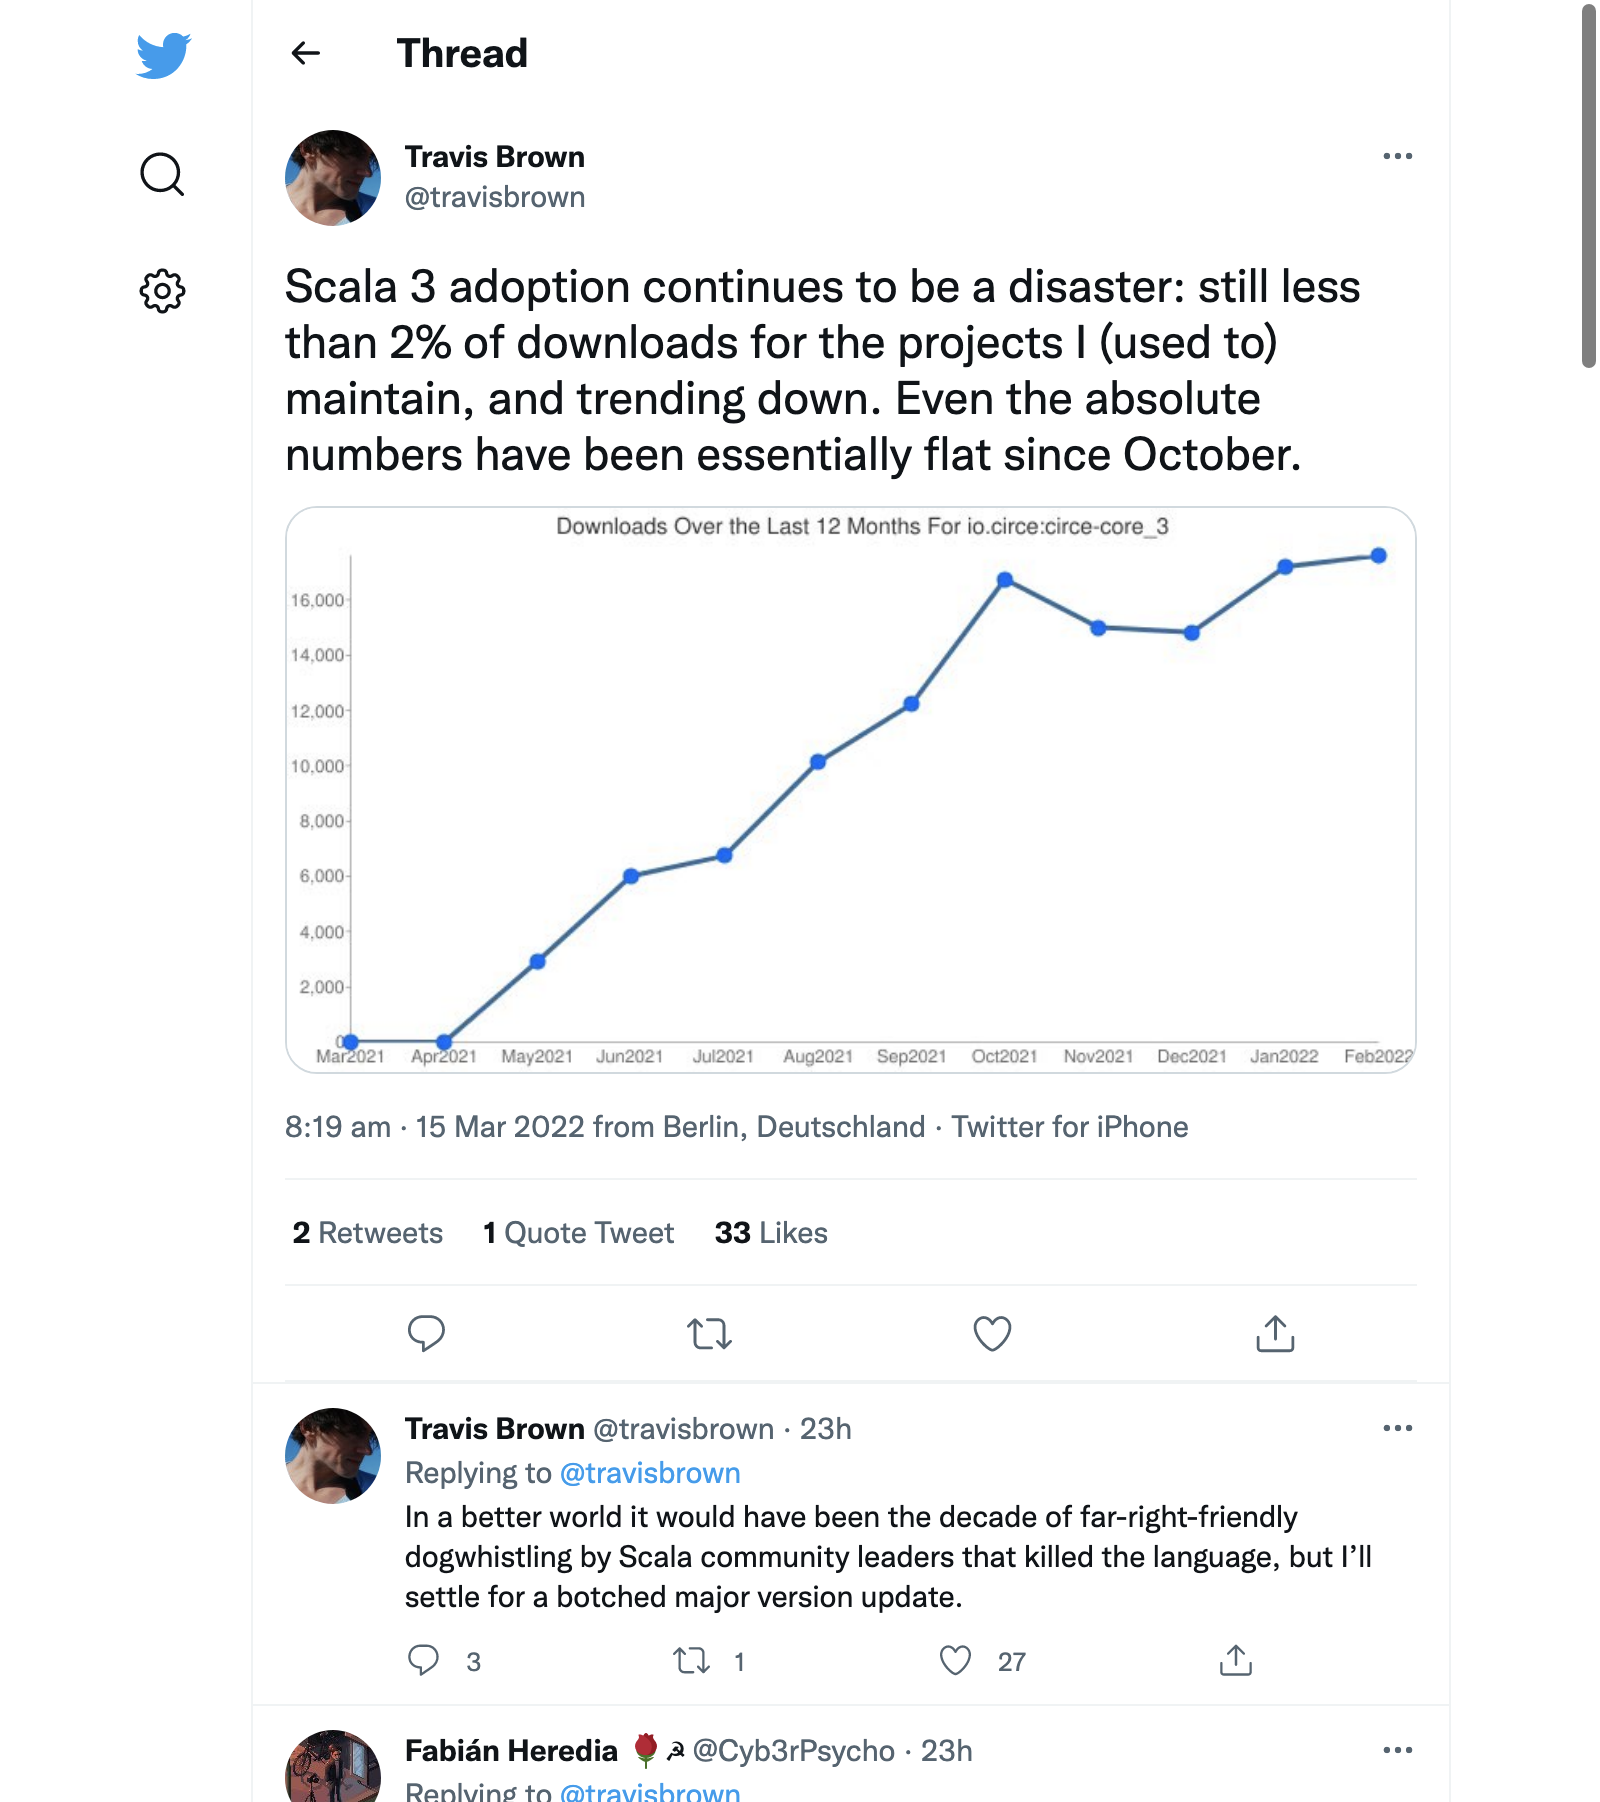 Thread
Travis Brown
@travisbrown
Scala 3 adoption continues to be a disaster: still less
than 2% of downloads for the projects I (used to)
maintain, and trending down. Even the absolute
numbers have been essentially flat since October.
Downloads Over the Last 12 Months For io.circe:circe-core_3
16,000
14,000
12,000
10,000
8,000
6,000
4,000
2,000
0
Mar2021 Apr2021 May2021 Jun2021 Jul2021 Aug2021 Sep2021 Oct2021 Nov2021 Dec2021 Jan2022 Feb2022
8:19 am · 15 Mar 2022 from Berlin, Deutschland · Twitter for iPhone
2 Retweets 1 Quote Tweet 33 Likes
Travis Brown @travisbrown · 23h
Replying to @travisbrown
In a better world it would have been the decade of far-right-friendly
dogwhistling by Scala community leaders that killed the language, but I’ll
settle for a botched major version update.
3 1 27
Fabián Heredia 🌹☭ @Cyb3rPsycho · 23h
Replying to @travisbrown